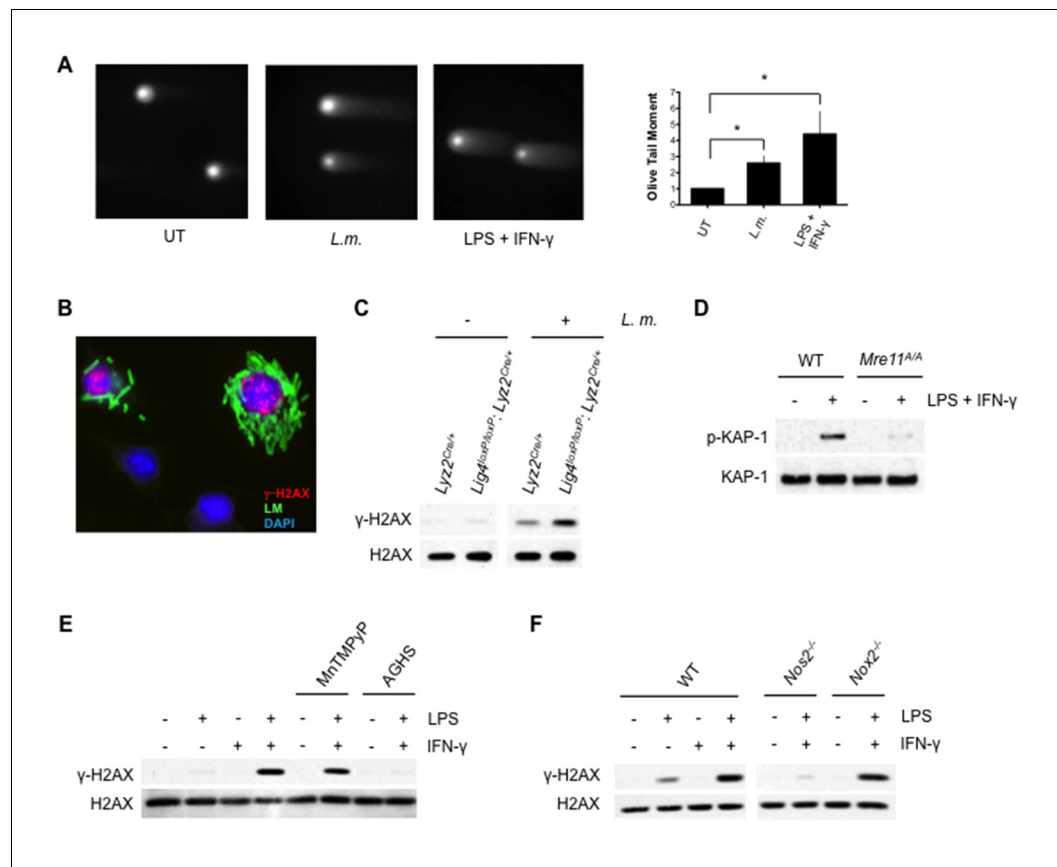 A
UT
L.m.
LPS + IFN-γ
Olive Tail Moment
7
6
5
4
3
2
1
0
*
*
UT
L.m.
LPS +
IFN-γ
B
γ-H2AX
LM
DAPI
C
- + L. m.
Lyz2Cre/+
Lig4loxP/loxP: Lyz2Cre/+
Lyz2Cre/+
Lig4loxP/loxP: Lyz2Cre/+
γ-H2AX
H2AX
D
WT Mre11A/A
- + - + LPS + IFN-γ
p-KAP-1
KAP-1
E
MnTMPyP
AGHS
- + - + - + - + LPS
- - + + - + - + IFN-γ
γ-H2AX
H2AX
F
WT Nos2-/- Nox2-/-
- + - + - + - + LPS
- - + + - + - + IFN-γ
γ-H2AX
H2AX